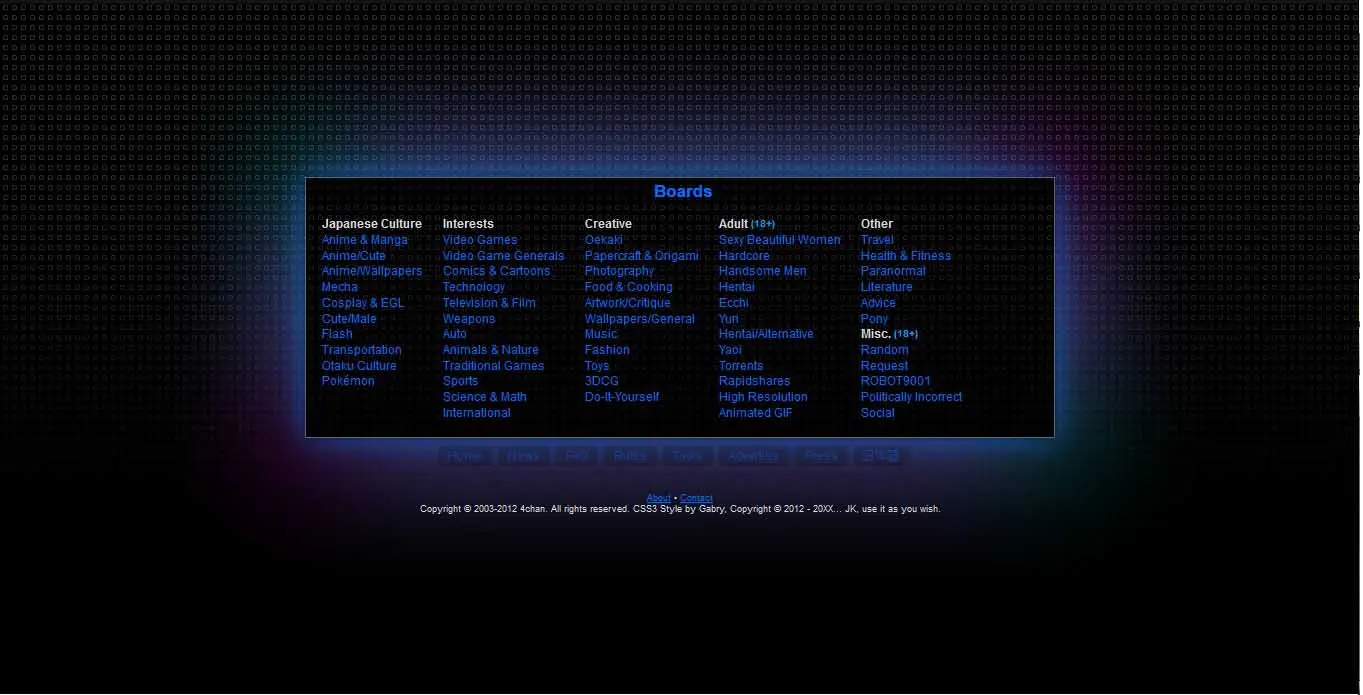 Boards
Japanese Culture
Anime & Manga
Anime/Cute
Anime/Wallpapers
Mecha
Cosplay & EGL
Cute/Male
Flash
Transportation
Otaku Culture
Pokémon
Interests
Video Games
Video Game Generals
Comics & Cartoons
Technology
Television & Film
Weapons
Auto
Animals & Nature
Traditional Games
Sports
Science & Math
International
Creative
Oekaki
Papercraft & Origami
Photography
Food & Cooking
Artwork/Critique
Wallpapers/General
Music
Fashion
Toys
3DCG
Do-It-Yourself
Adult (18+)
Sexy Beautiful Women
Hardcore
Handsome Men
Hentai
Ecchi
Yuri
Hentai/Alternative
Yaoi
Torrents
Rapidshares
High Resolution
Animated GIF
Other
Travel
Health & Fitness
Paranormal
Literature
Advice
Pony
Misc. (18+)
Random
Request
ROBOT9001
Politically Incorrect
Social
Home News FAQ Rules Tools Advertise Press 日本語
About • Contact
Copyright © 2003-2012 4chan. All rights reserved. CSS3 Style by Gabry, Copyright © 2012 - 20XX... JK, use it as you wish.